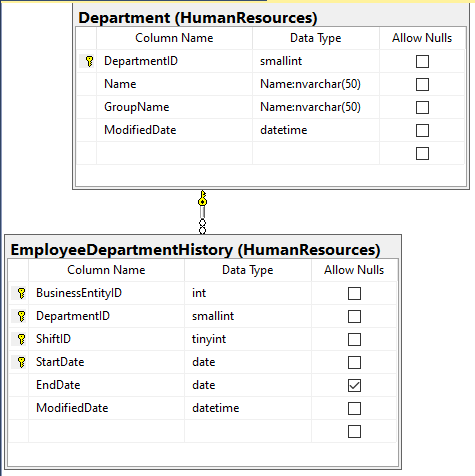 Department (HumanResources)
Column Name Data Type Allow Nulls
DepartmentID smallint
Name Name:nvarchar(50)
GroupName Name:nvarchar(50)
ModifiedDate datetime
EmployeeDepartmentHistory (HumanResources)
Column Name Data Type Allow Nulls
BusinessEntityID int
DepartmentID smallint
ShiftID tinyint
StartDate date
EndDate date
ModifiedDate datetime